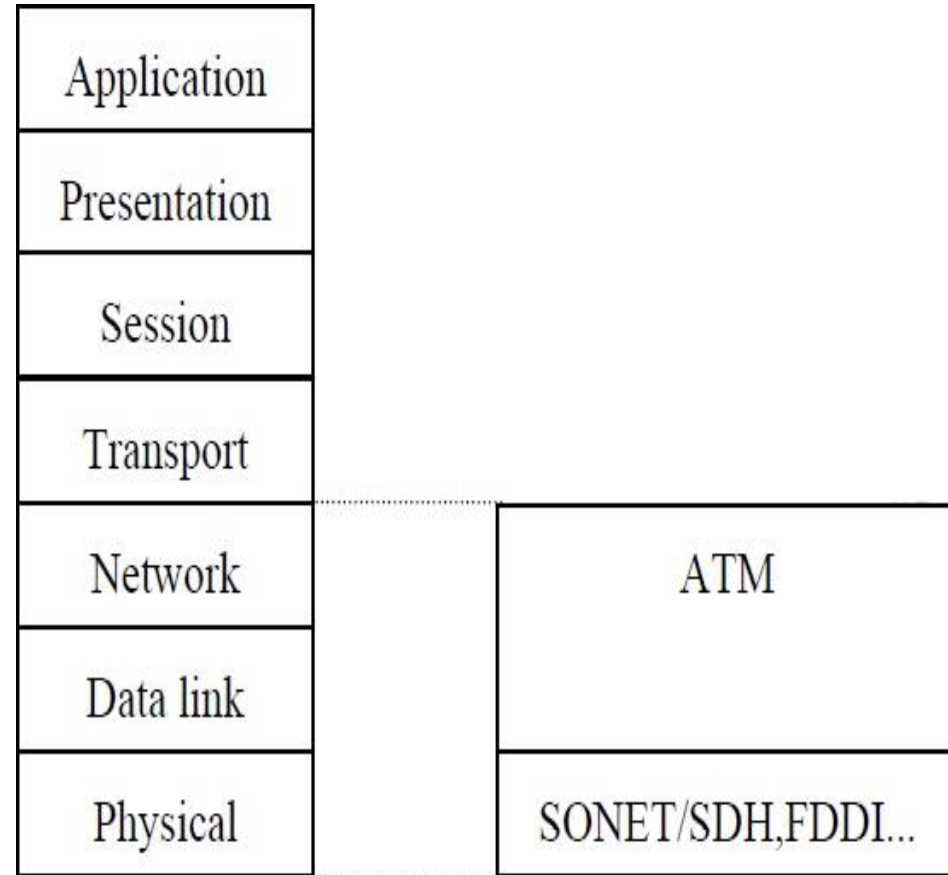 Application
Presentation
Session
Transport
Network
ATM
Data link
Physical
SONET/SDH,FDDI...